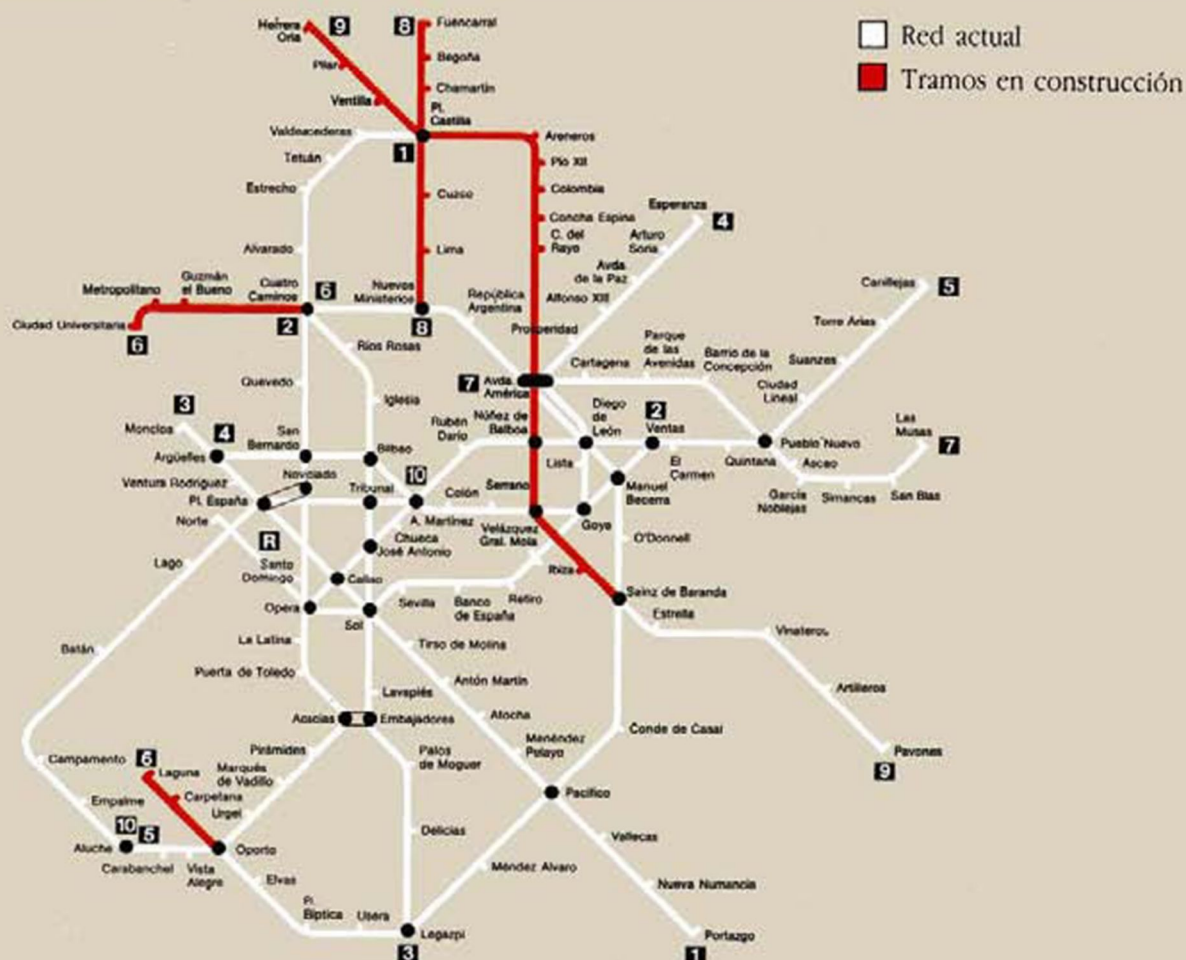 Herrera
Oria
9
8
Fuencarral
Red actual
Pilar
Begoña
Tramos en construcción
Ventilla
Chamartín
Pl.
Castilla
Valdeacederas
Areneros
1
Tetuán
Pío XII
Estrecho
Cuzco
Colombia
Concha Espina
Esperanza
4
C. del
Rayo
Arturo
Soria
Alvarado
Lima
Avda
de la Paz
Metropolitano
Guzmán
el Bueno
Cuatro
Caminos
6
Nuevos
Ministerios
República
Argentina
Alfonso XIII
Canillejas
5
Ciudad Universitaria
6
2
8
Prosperidad
Torre Arias
Ríos Rosas
Cartagena
Parque
de las
Avenidas
Barrio de la
Concepción
Suanzes
Quevedo
7
Avda.
América
Ciudad
Lineal
3
Iglesia
Núñez de
Balboa
Diego
de
León
2
Ventas
Moncloa
4
San
Bernardo
Rubén
Darío
Las
Musas
7
Argüelles
Bilbao
Lista
El
Carmen
Quintana
Pueblo Nuevo
Ascao
Ventura Rodríguez
Noviciado
Tribunal
10
Serrano
Manuel
Becerra
García
Noblejas
Simancas
San Blas
Pl. España
Colón
Norte
A. Martínez
Velázquez
Gral. Mola
Goya
R
Chueca
José Antonio
O'Donnell
Lago
Santo
Domingo
Callao
Ibiza
Sainz de Baranda
Opera
Sevilla
Banco
de España
Retiro
Estrella
Sol
Vinateros
La Latina
Tirso de Molina
Batán
Puerta de Toledo
Antón Martín
Artilleros
Lavapiés
Acacias
Embajadores
Atocha
Conde de Casal
Pirámides
Palos
de Moguer
Menéndez
Pelayo
Pavones
9
Campamento
6
Laguna
Marqués
de Vadillo
Carpetana
Pacífico
Empalme
Urgel
10
5
Delicias
Vallecas
Aluche
Oporto
Carabanchel
Vista
Alegre
Elvas
Méndez Alvaro
Nueva Numancia
Pl.
Elíptica
Usera
Legazpi
3
Portazgo
1